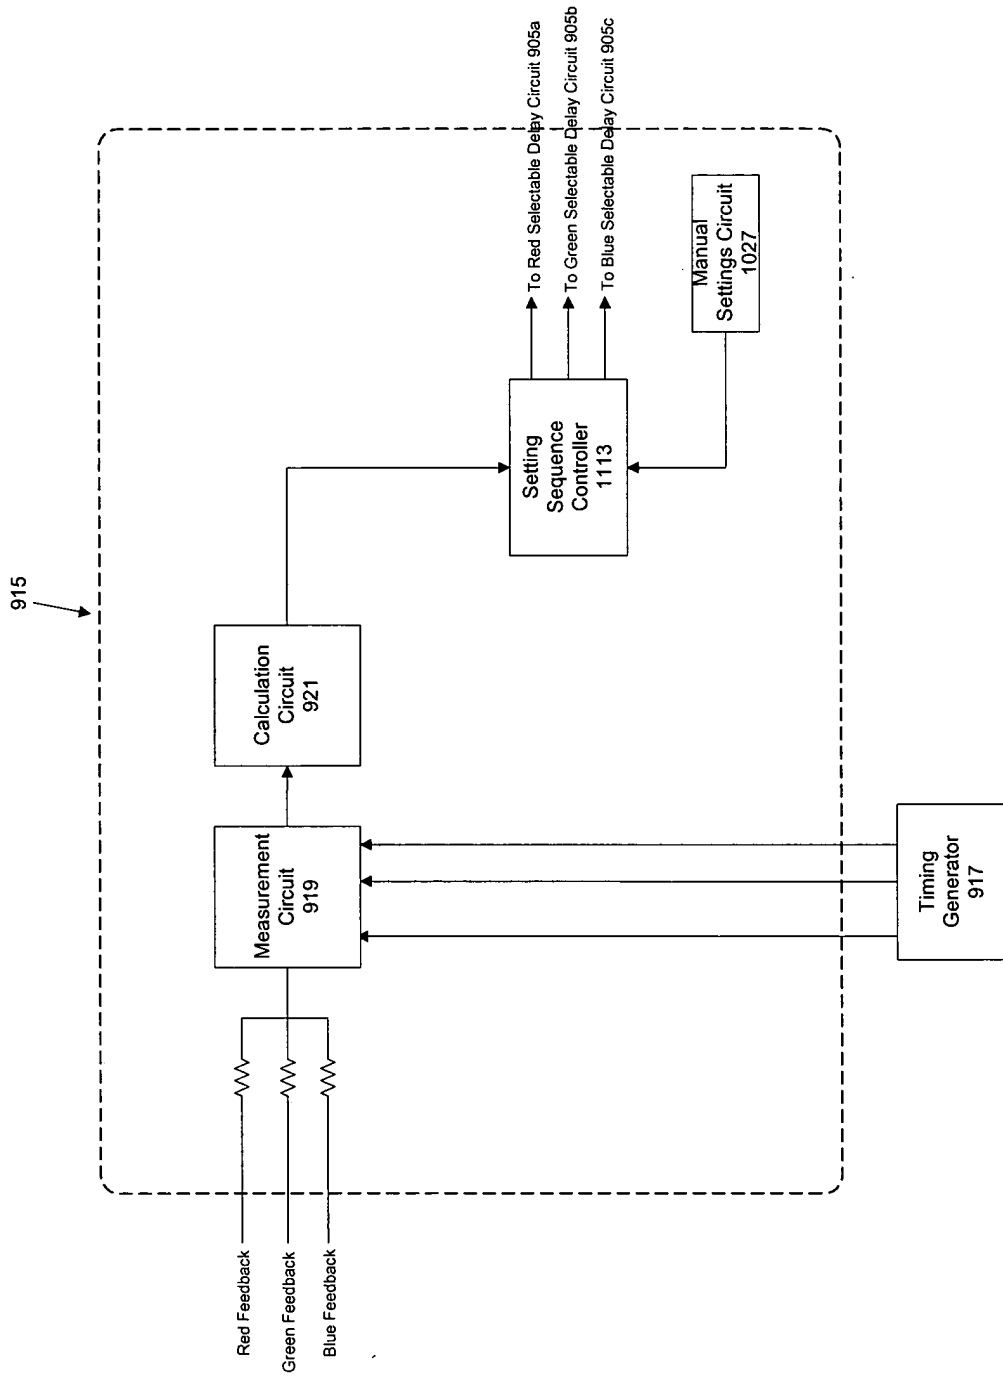 915
Red Feedback
Green Feedback
Blue Feedback
Measurement
Circuit
919
Calculation
Circuit
921
Setting
Sequence
Controller
1113
To Red Selectable Delay Circuit 905a
To Green Selectable Delay Circuit 905b
To Blue Selectable Delay Circuit 905c
Manual
Settings Circuit
1027
Timing
Generator
917